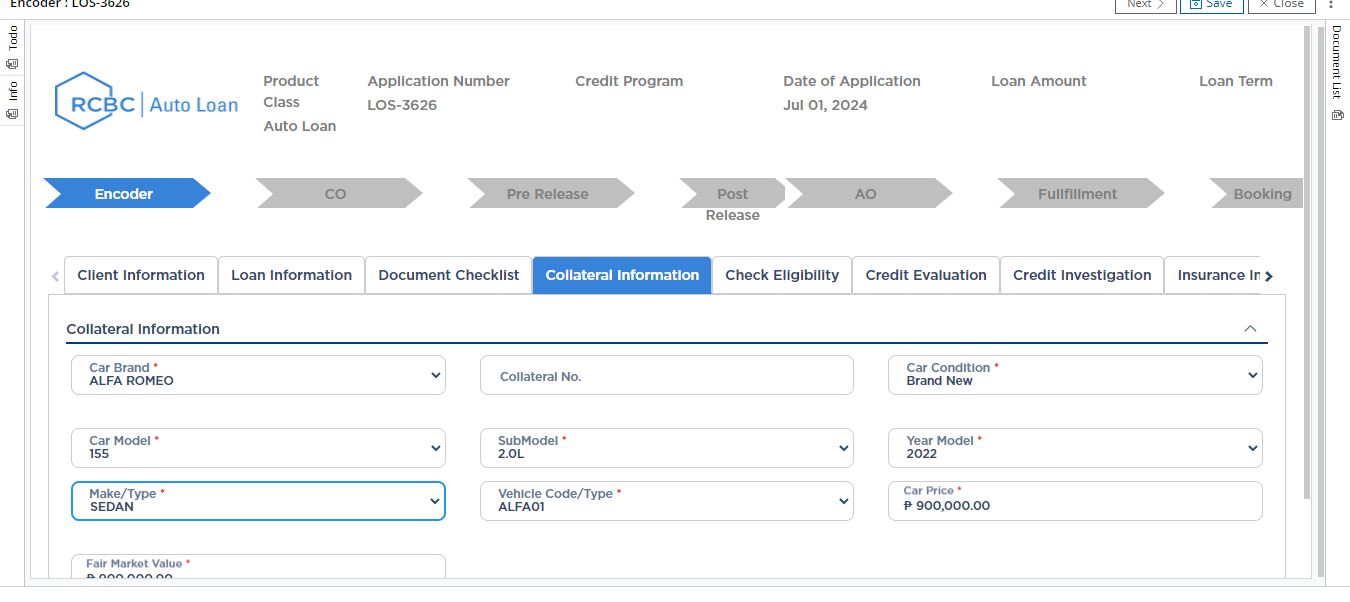 Encoder : LOS-3626
Next
Save
Close
Todo
Info
Document List
RCBC Auto Loan
Product Class
Auto Loan
Application Number
LOS-3626
Credit Program
Date of Application
Jul 01, 2024
Loan Amount
Loan Term
Encoder
CO
Pre Release
Post
Release
AO
Fullfillment
Booking
Client Information
Loan Information
Document Checklist
Collateral Information
Check Eligibility
Credit Evaluation
Credit Investigation
Insurance In
Collateral Information
Car Brand *
ALFA ROMEO
Collateral No.
Car Condition *
Brand New
Car Model *
155
SubModel *
2.0L
Year Model *
2022
Make/Type *
SEDAN
Vehicle Code/Type *
ALFA01
Car Price *
₱ 900,000.00
Fair Market Value *
₱ 900,000.00